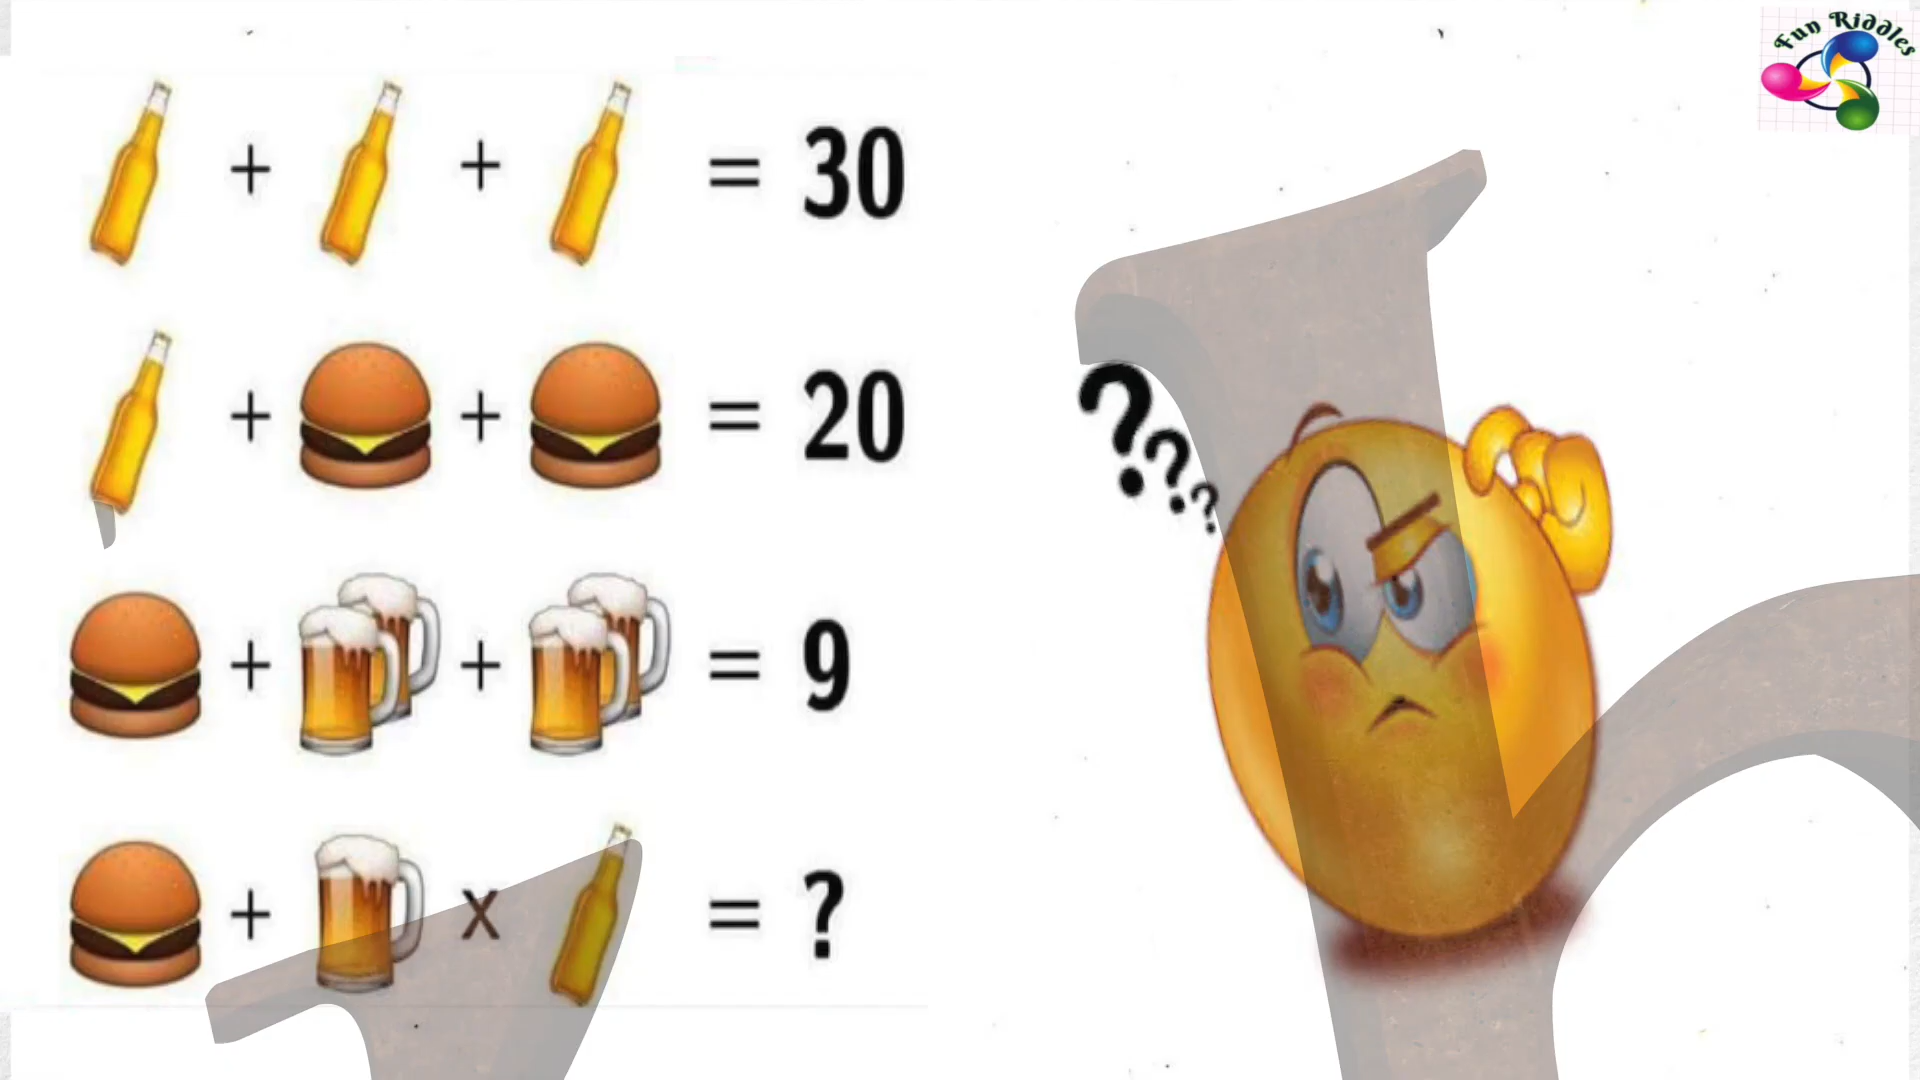 Fun Riddles
+ + = 30
+ + = 20
???
+ + = 9
+ x = ?